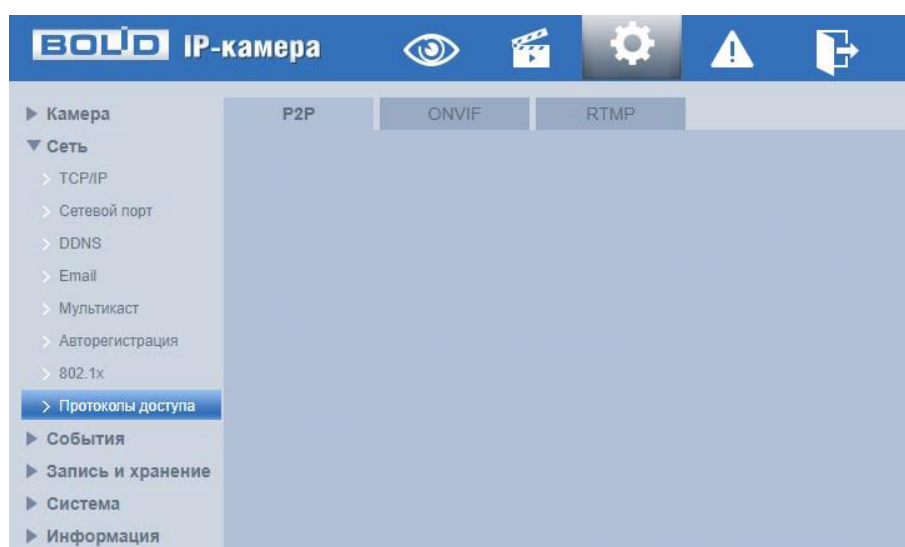 BOLID IP-камера
Камера
P2P
ONVIF
RTMP
Сеть
TCP/IP
Сетевой порт
DDNS
Email
Мультикаст
Авторегистрация
802.1x
Протоколы доступа
События
Запись и хранение
Система
Информация